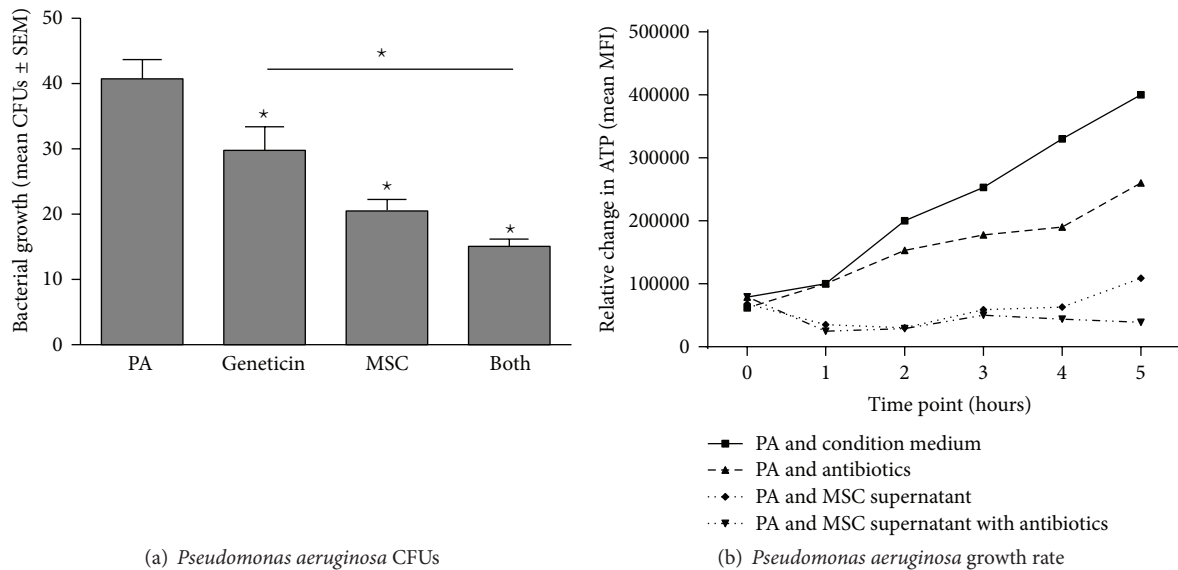 Bacterial growth (mean CFUs ± SEM)
50
40
30
20
10
0
*
*
*
*
PA Geneticin MSC Both
(a) Pseudomonas aeruginosa CFUs
Relative change in ATP (mean MFI)
500000
400000
300000
200000
100000
0
0 1 2 3 4 5
Time point (hours)
PA and condition medium
PA and antibiotics
PA and MSC supernatant
PA and MSC supernatant with antibiotics
(b) Pseudomonas aeruginosa growth rate